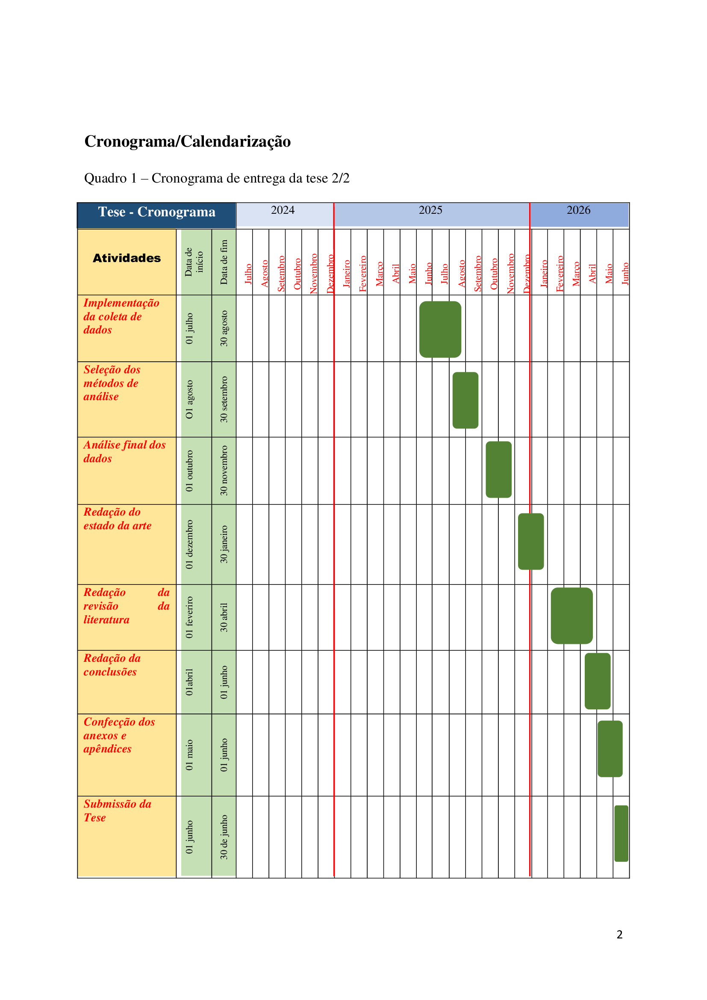 Cronograma/Calendarização
Quadro 1 – Cronograma de entrega da tese 2/2
Tese - Cronograma
2024
2025
2026
Atividades
Data de
início
Data de fim
Julho
Agosto
Setembro
Outubro
Novembro
Dezembro
Janeiro
Fevereiro
Março
Abril
Maio
Junho
Julho
Agosto
Setembro
Outubro
Novembro
Dezembro
Janeiro
Fevereiro
Março
Abril
Maio
Junho
Implementação
da coleta de
dados
01 julho
30 agosto
Seleção dos
métodos de
análise
O1 agosto
30 setembro
Análise final dos
dados
01 outubro
30 novembro
Redação do
estado da arte
01 dezembro
30 janeiro
Redação da
revisão da
literatura
01 feveriro
30 abril
Redação da
conclusões
01abril
01 junho
Confecção dos
anexos e
apêndices
01 maio
01 junho
Submissão da
Tese
01 junho
30 de junho
2